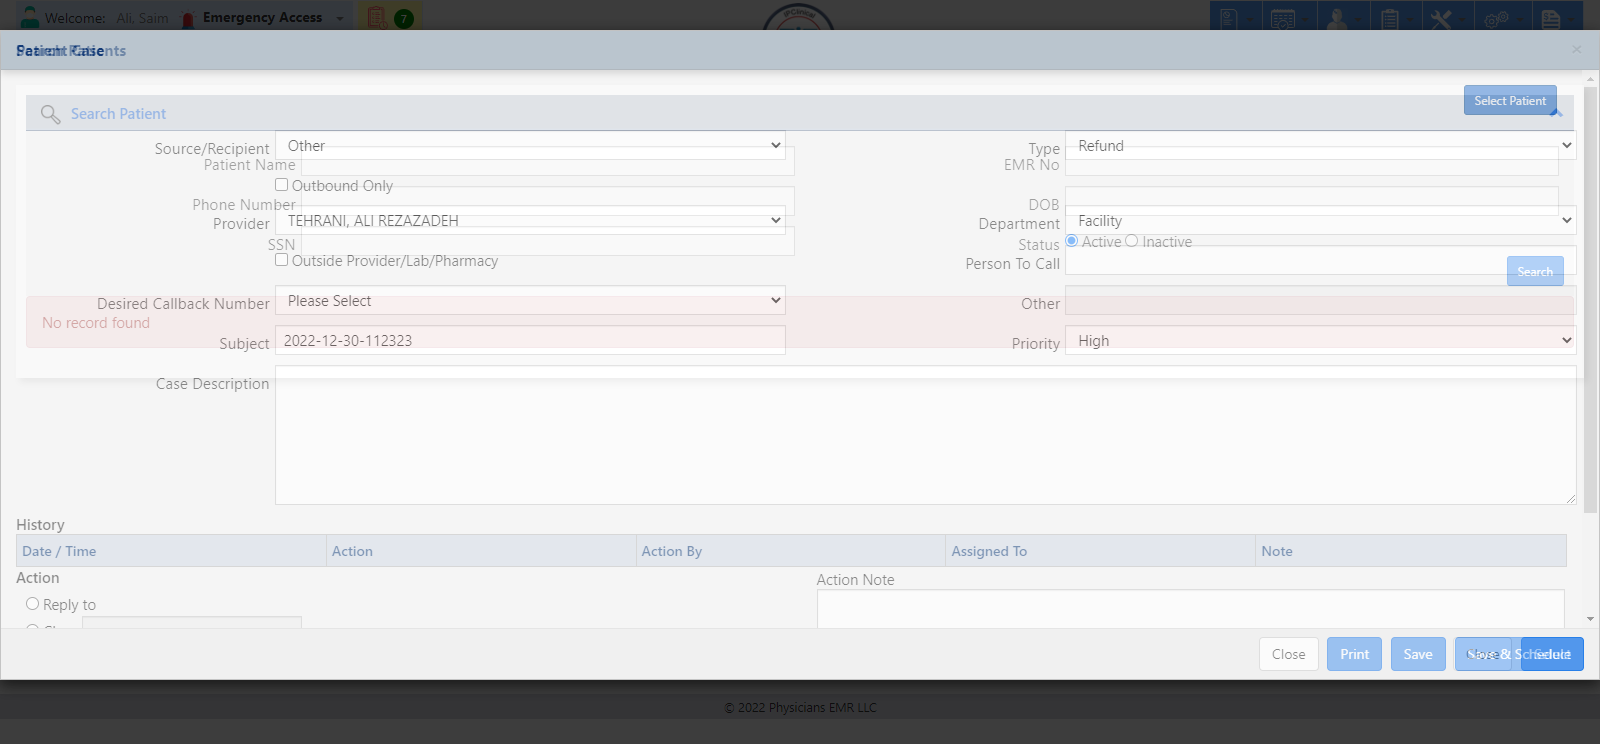 Welcome: Ali, Saim Emergency Access 7
IPClinical
Patient Case
Search Patients
×
Select Patient
Search Patient
Source/Recipient Other Type Refund
Patient Name EMR No
Outbound Only
Phone Number DOB
Provider TEHRANI, ALI REZAZADEH Department Facility
SSN Status Active Inactive
Outside Provider/Lab/Pharmacy Person To Call
Search
Desired Callback Number Please Select Other
No record found
Subject 2022-12-30-112323 Priority High
Case Description
History
Date / Time Action Action By Assigned To Note
Action Action Note
Reply to
Close Print Save Save & Schedule
Close Select
© 2022 Physicians EMR LLC